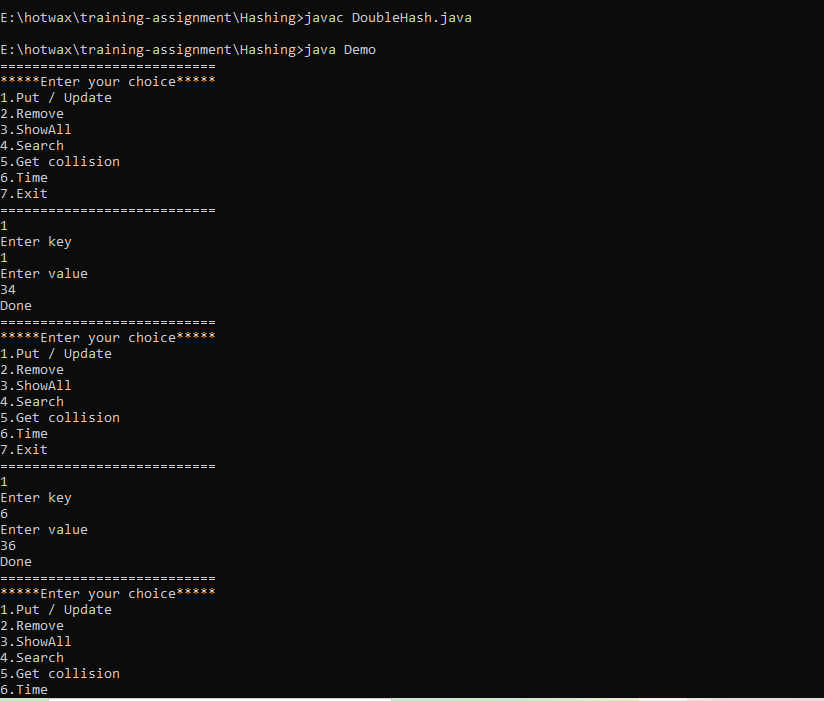 E:\hotwax\training-assignment\Hashing>javac DoubleHash.java
E:\hotwax\training-assignment\Hashing>java Demo
===========================
*****Enter your choice*****
1.Put / Update
2.Remove
3.ShowAll
4.Search
5.Get collision
6.Time
7.Exit
===========================
1
Enter key
1
Enter value
34
Done
===========================
*****Enter your choice*****
1.Put / Update
2.Remove
3.ShowAll
4.Search
5.Get collision
6.Time
7.Exit
===========================
1
Enter key
6
Enter value
36
Done
===========================
*****Enter your choice*****
1.Put / Update
2.Remove
3.ShowAll
4.Search
5.Get collision
6.Time